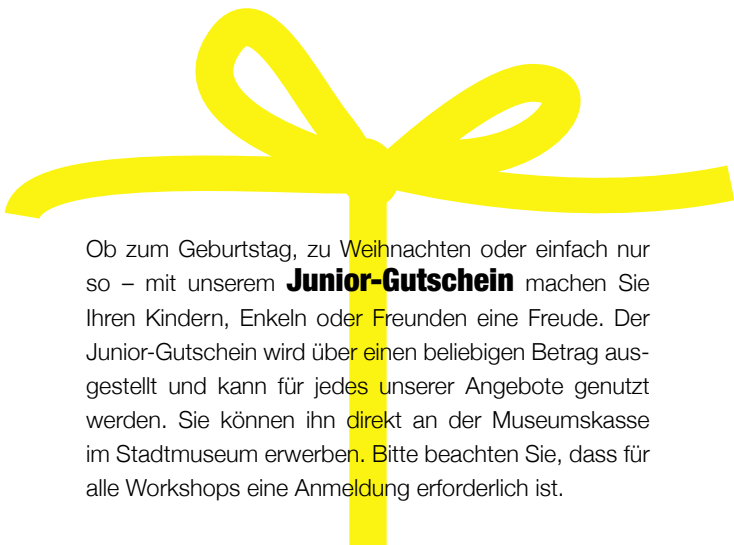 Ob zum Geburtstag, zu Weihnachten oder einfach nur
so – mit unserem Junior-Gutschein machen Sie
Ihren Kindern, Enkeln oder Freunden eine Freude. Der
Junior-Gutschein wird über einen beliebigen Betrag aus-
gestellt und kann für jedes unserer Angebote genutzt
werden. Sie können ihn direkt an der Museumskasse
im Stadtmuseum erwerben. Bitte beachten Sie, dass für
alle Workshops eine Anmeldung erforderlich ist.